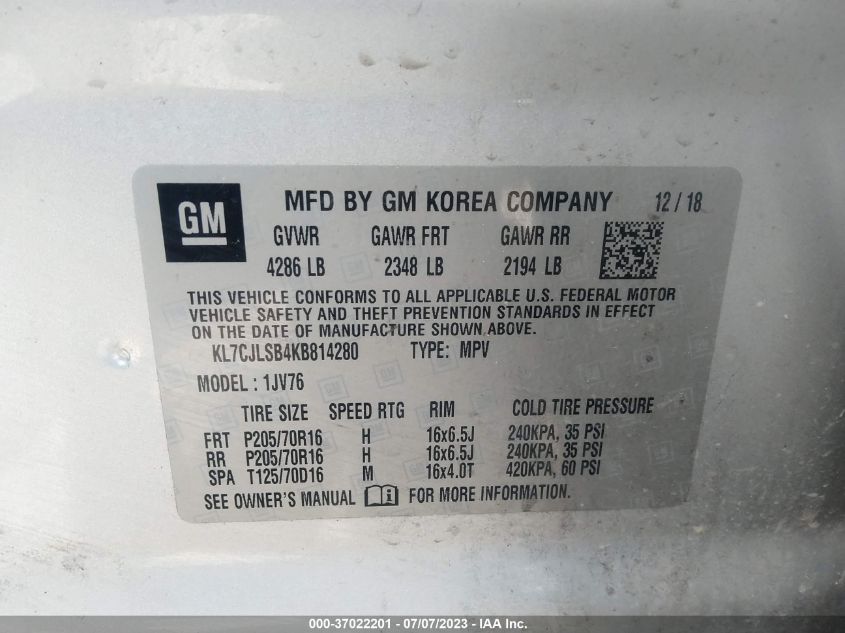 GM
MFD BY GM KOREA COMPANY 12/18
GVWR GAWR FRT GAWR RR
4286 LB 2348 LB 2194 LB
THIS VEHICLE CONFORMS TO ALL APPLICABLE U.S. FEDERAL MOTOR
VEHICLE SAFETY AND THEFT PREVENTION STANDARDS IN EFFECT
ON THE DATE OF MANUFACTURE SHOWN ABOVE.
KL7CJLSB4KB814280 TYPE: MPV
MODEL: 1JV76
TIRE SIZE SPEED RTG RIM COLD TIRE PRESSURE
FRT P205/70R16 H 16x6.5J 240KPA, 35 PSI
RR P205/70R16 H 16x6.5J 240KPA, 35 PSI
SPA T125/70D16 M 16x4.0T 420KPA, 60 PSI
SEE OWNER'S MANUAL FOR MORE INFORMATION.
000-37022201 - 07/07/2023 - IAAI.com